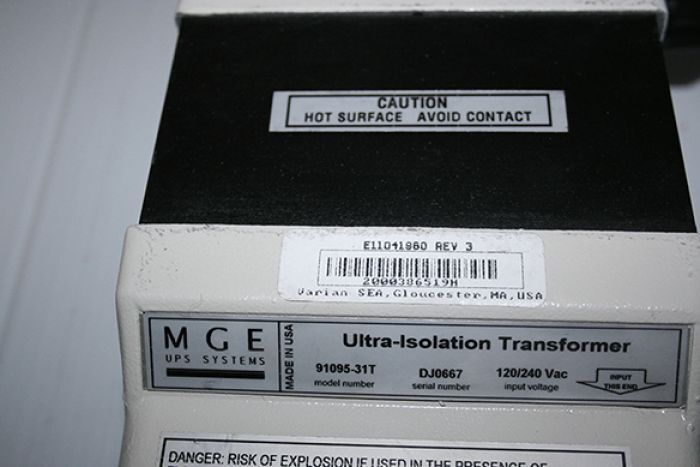 CAUTION
HOT SURFACE AVOID CONTACT
E11041960 REV 3
2000386519H
Varian SEA, Gloucester, MA, USA
MGE
UPS SYSTEMS
MADE IN USA
Ultra-Isolation Transformer
91095-31T DJ0667 120/240 Vac
model number serial number input voltage
INPUT
THIS END
DANGER: RISK OF EXPLOSION IF USED IN THE PRESENCE OF